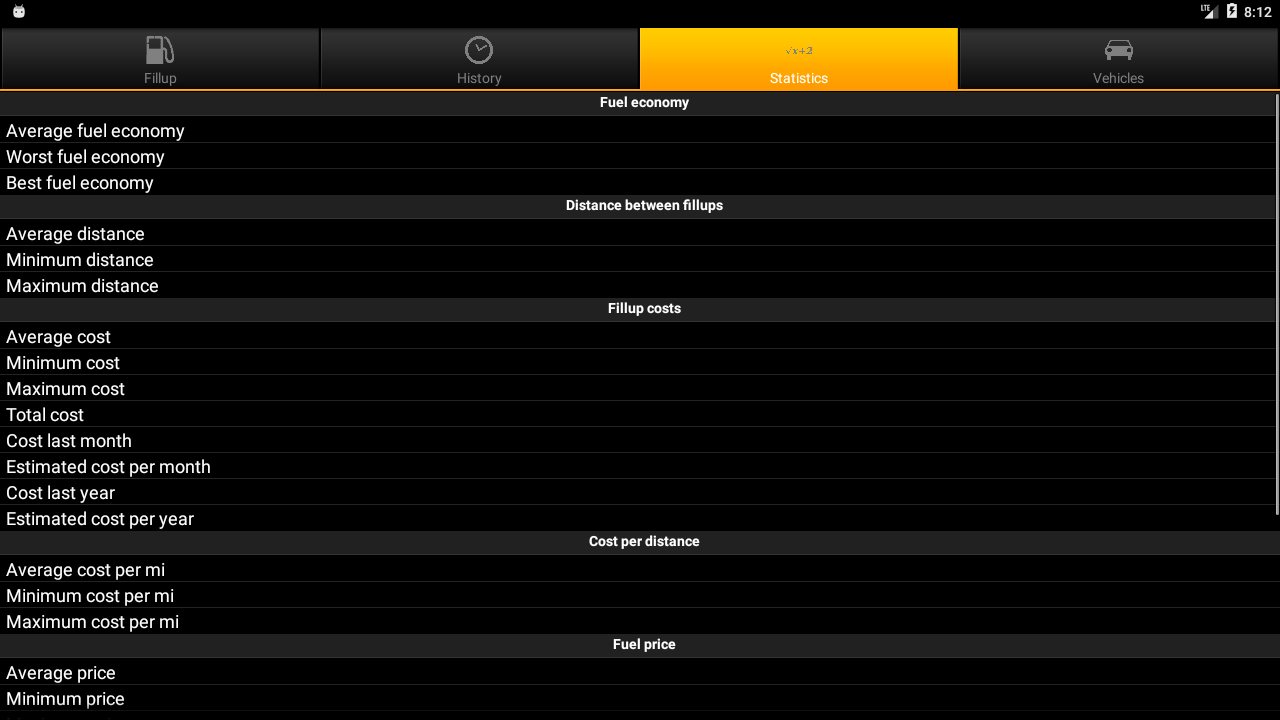 LTE 8:12
Fillup
History
√x+2
Statistics
Vehicles
Fuel economy
Average fuel economy
Worst fuel economy
Best fuel economy
Distance between fillups
Average distance
Minimum distance
Maximum distance
Fillup costs
Average cost
Minimum cost
Maximum cost
Total cost
Cost last month
Estimated cost per month
Cost last year
Estimated cost per year
Cost per distance
Average cost per mi
Minimum cost per mi
Maximum cost per mi
Fuel price
Average price
Minimum price